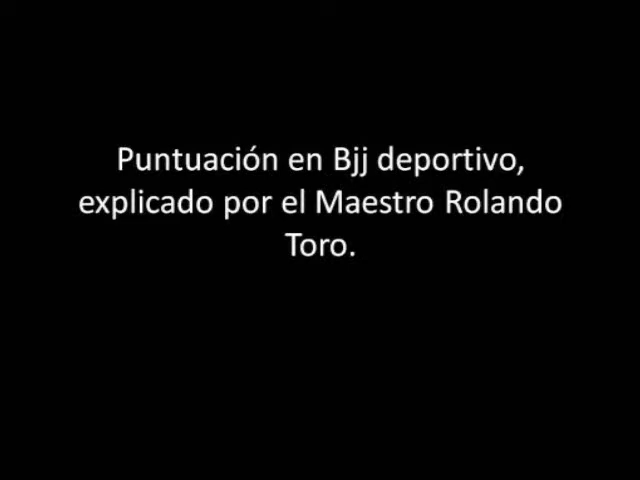 Puntuación en Bjj deportivo,
explicado por el Maestro Rolando
Toro.